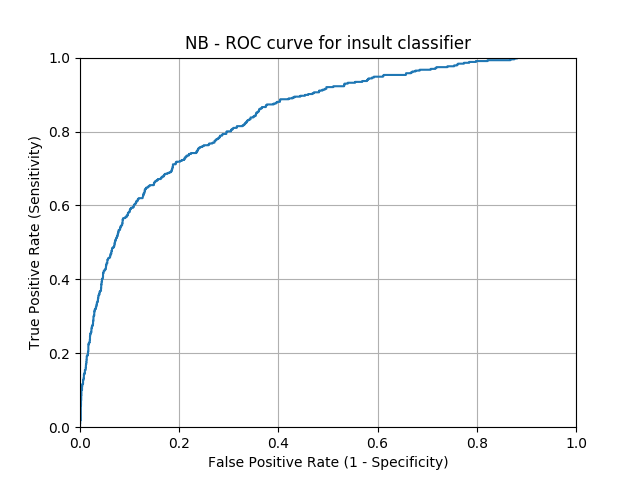 NB - ROC curve for insult classifier
1.0
0.8
0.6
0.4
0.2
0.0
True Positive Rate (Sensitivity)
0.0 0.2 0.4 0.6 0.8 1.0
False Positive Rate (1 - Specificity)